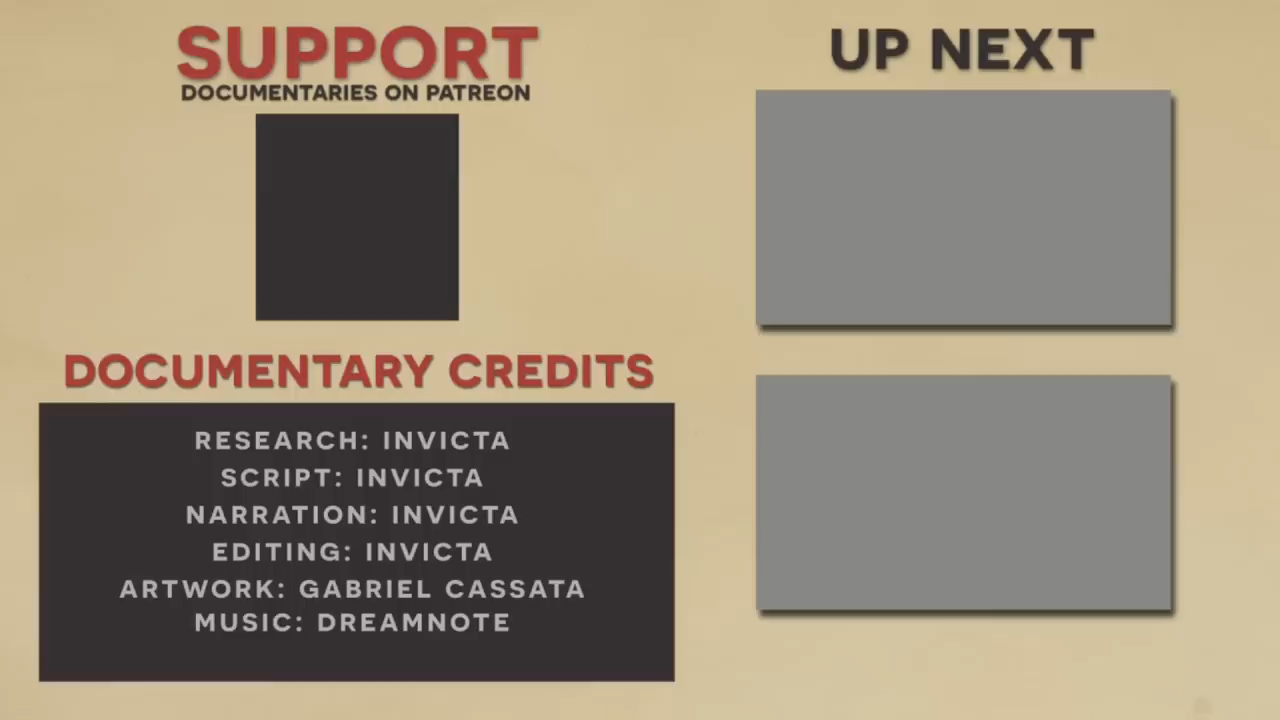 SUPPORT
DOCUMENTARIES ON PATREON
DOCUMENTARY CREDITS
RESEARCH: INVICTA
SCRIPT: INVICTA
NARRATION: INVICTA
EDITING: INVICTA
ARTWORK: GABRIEL CASSATA
MUSIC: DREAMNOTE
UP NEXT